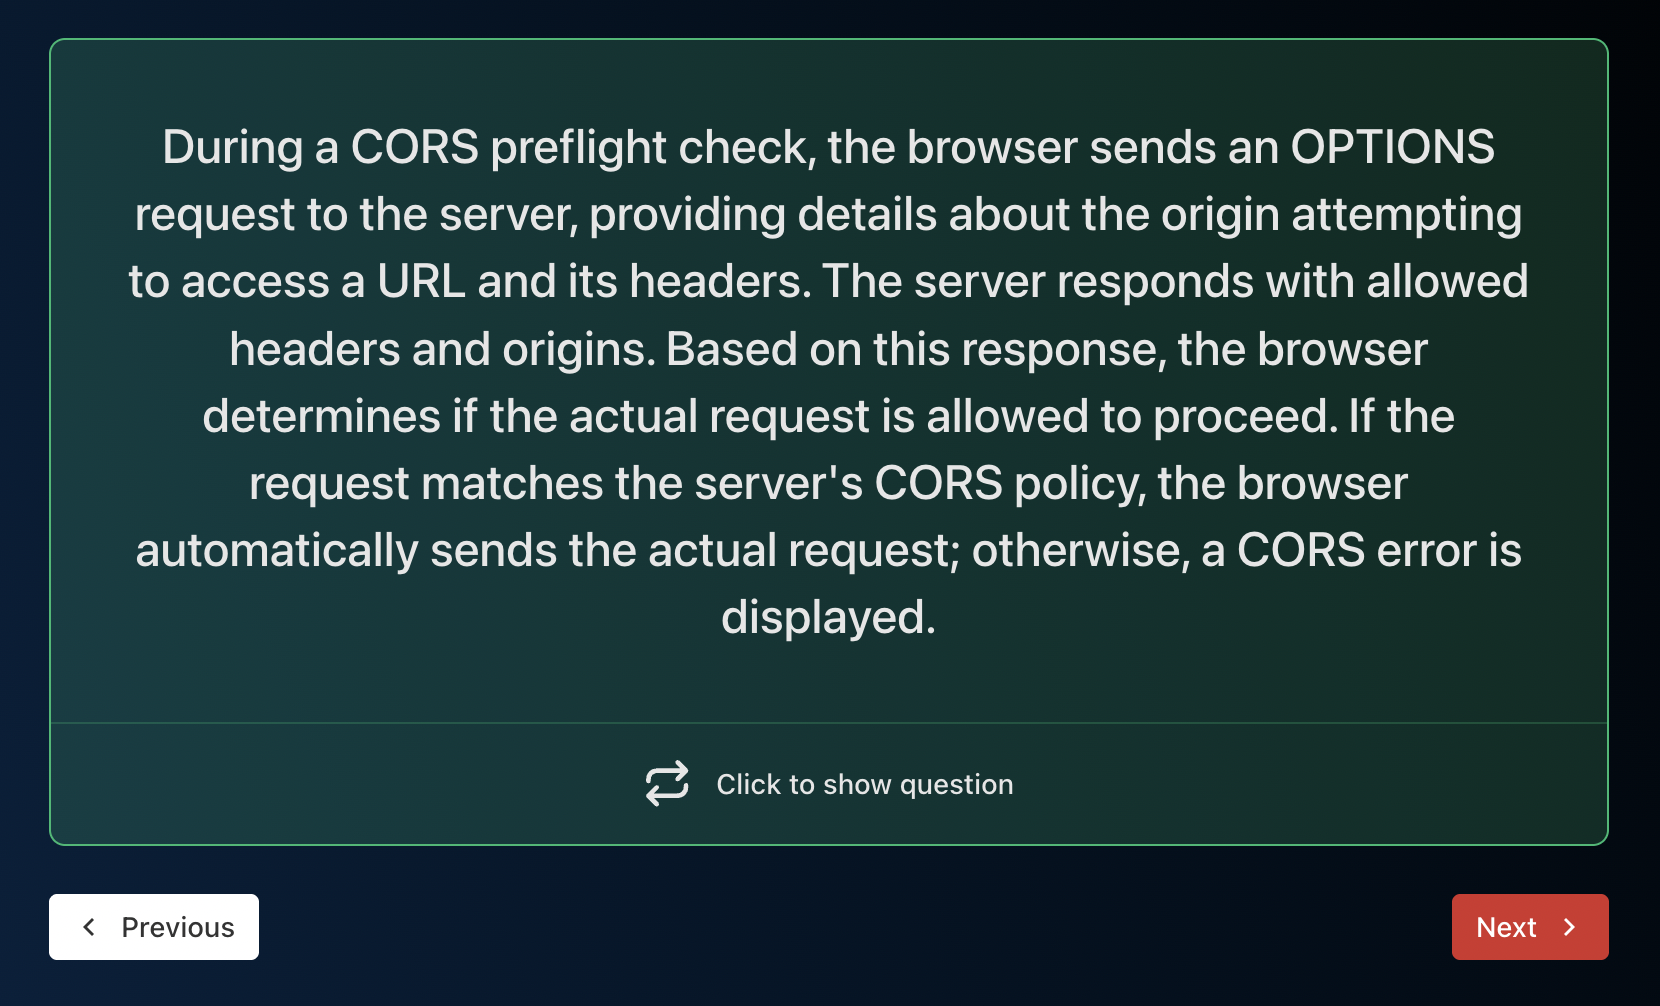 During a CORS preflight check, the browser sends an OPTIONS
request to the server, providing details about the origin attempting
to access a URL and its headers. The server responds with allowed
headers and origins. Based on this response, the browser
determines if the actual request is allowed to proceed. If the
request matches the server's CORS policy, the browser
automatically sends the actual request; otherwise, a CORS error is
displayed.
Click to show question
Previous
Next